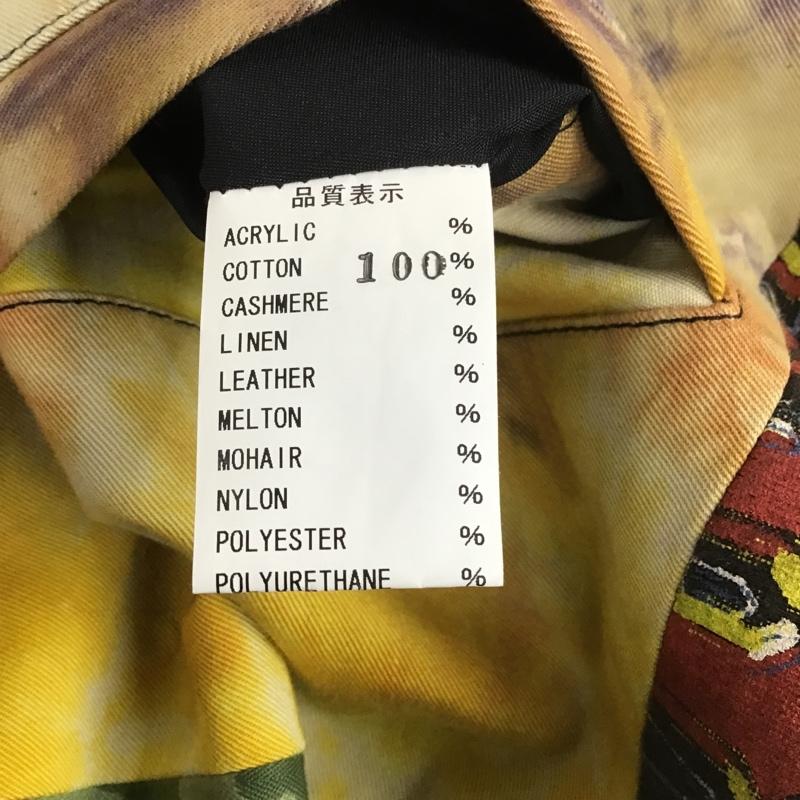 品質表示
ACRYLIC %
COTTON 100%
CASHMERE %
LINEN %
LEATHER %
MELTON %
MOHAIR %
NYLON %
POLYESTER %
POLYURETHANE %